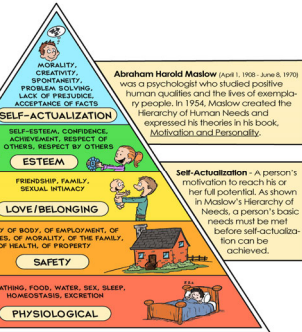 MORALITY,
CREATIVITY,
SPONTANEITY,
PROBLEM SOLVING,
LACK OF PREJUDICE,
ACCEPTANCE OF FACTS
SELF-ACTUALIZATION
SELF-ESTEEM, CONFIDENCE,
ACHIEVEMENT, RESPECT OF
OTHERS, RESPECT BY OTHERS
ESTEEM
FRIENDSHIP, FAMILY,
SEXUAL INTIMACY
LOVE/BELONGING
OF BODY, OF EMPLOYMENT, OF
OF MORALITY, OF THE FAMILY,
OF HEALTH, OF PROPERTY
SAFETY
FOOD, WATER, SEX, SLEEP,
HOMEOSTASIS, EXCRETION
PHYSIOLOGICAL
Abraham Harold Maslow (April 1, 1908 - June 8, 1970)
was a psychologist who studied positive
human qualities and the lives of exempla-
ry people. In 1954, Maslow created the
Hierarchy of Human Needs and
expressed his theories in his book,
Motivation and Personality.
Self-Actualization - A person's
motivation to reach his or
her full potential. As shown
in Maslow's Hierarchy of
Needs, a person's basic
needs must be met
before self-actualiza-
tion can be
achieved.